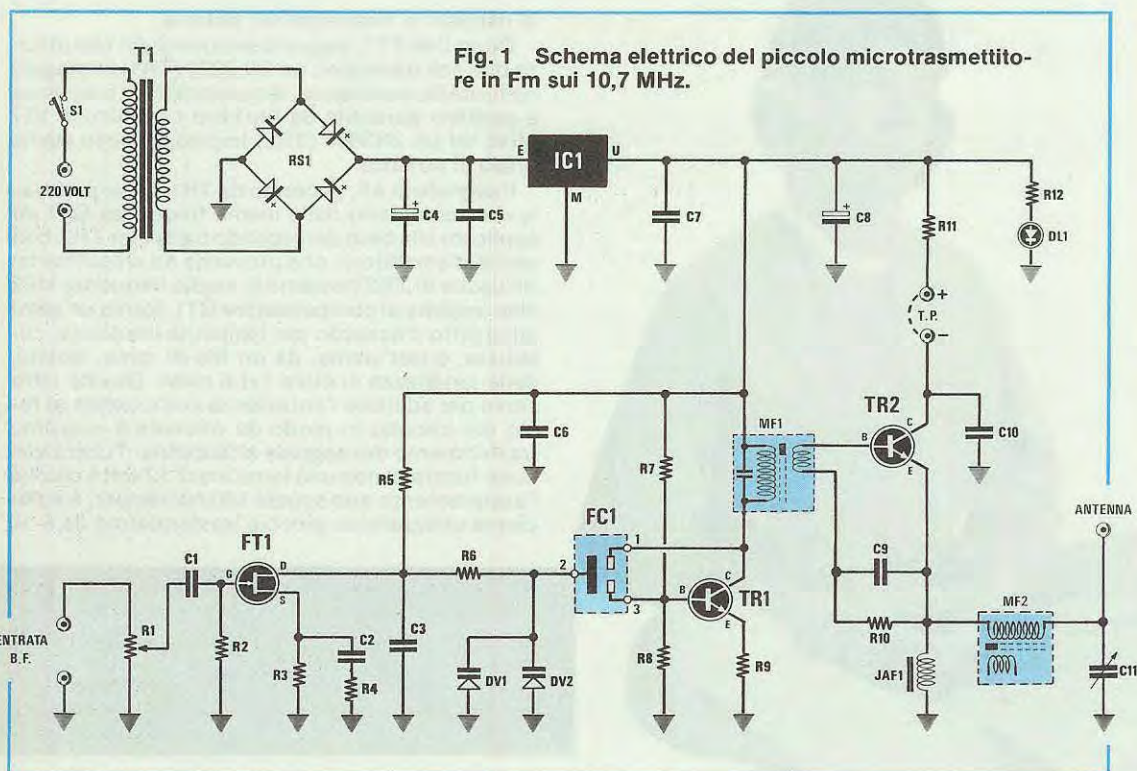 Fig. 1 Schema elettrico del piccolo microtrasmettito-
re in Fm sui 10,7 MHz.
T1
S1
220 VOLT
RS1
E
IC1
U
M
C4
+
C5
C7
C8
+
R11
R12
DL1
+
T.P.
-
C6
R5
R7
MF1
TR2
B
C
E
C10
ANTENNA
FT1
R6
FC1
1
2
3
C9
C1
G
D
S
B
C
TR1
E
R10
MF2
ENTRATA
B.F.
R1
R2
R3
C2
R4
C3
DV1
DV2
R8
R9
JAF1
C11